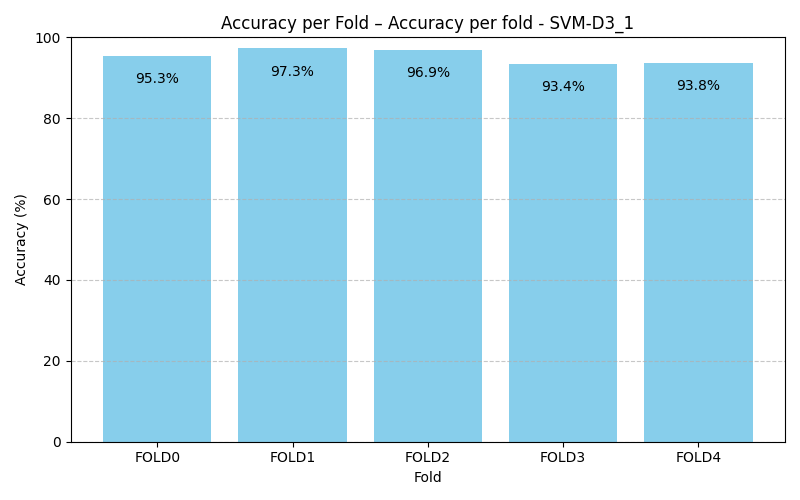 Accuracy per Fold – Accuracy per fold - SVM-D3_1
100
80
60
40
20
0
Accuracy (%)
95.3%
97.3%
96.9%
93.4%
93.8%
FOLD0
FOLD1
FOLD2
FOLD3
FOLD4
Fold